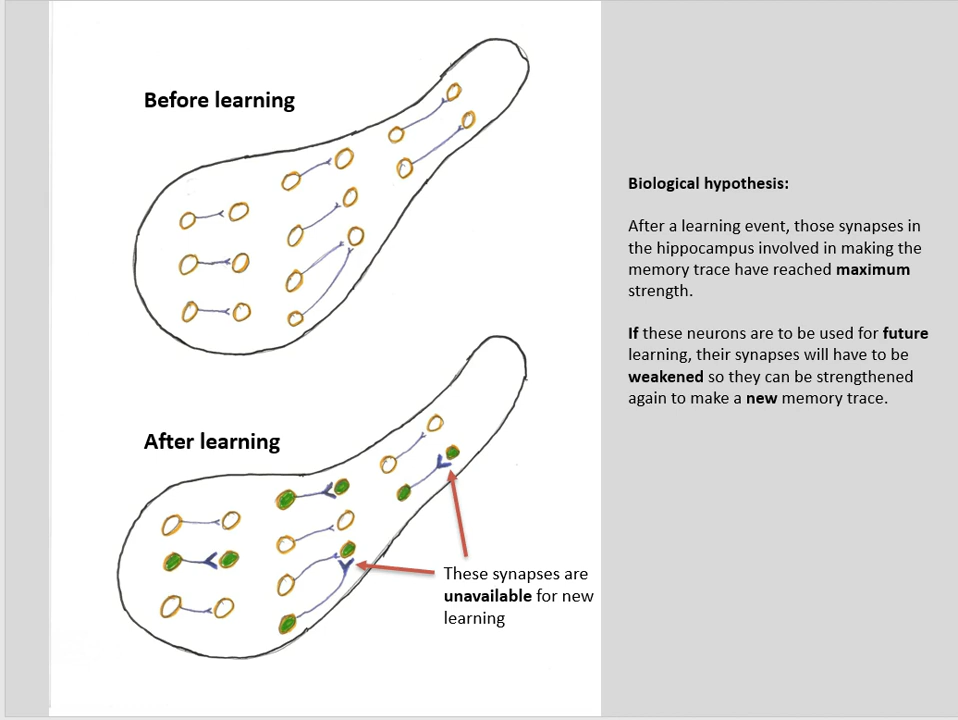 Before learning
Biological hypothesis:
After a learning event, those synapses in
the hippocampus involved in making the
memory trace have reached maximum
strength.
If these neurons are to be used for future
learning, their synapses will have to be
weakened so they can be strengthened
again to make a new memory trace.
After learning
These synapses are
unavailable for new
learning